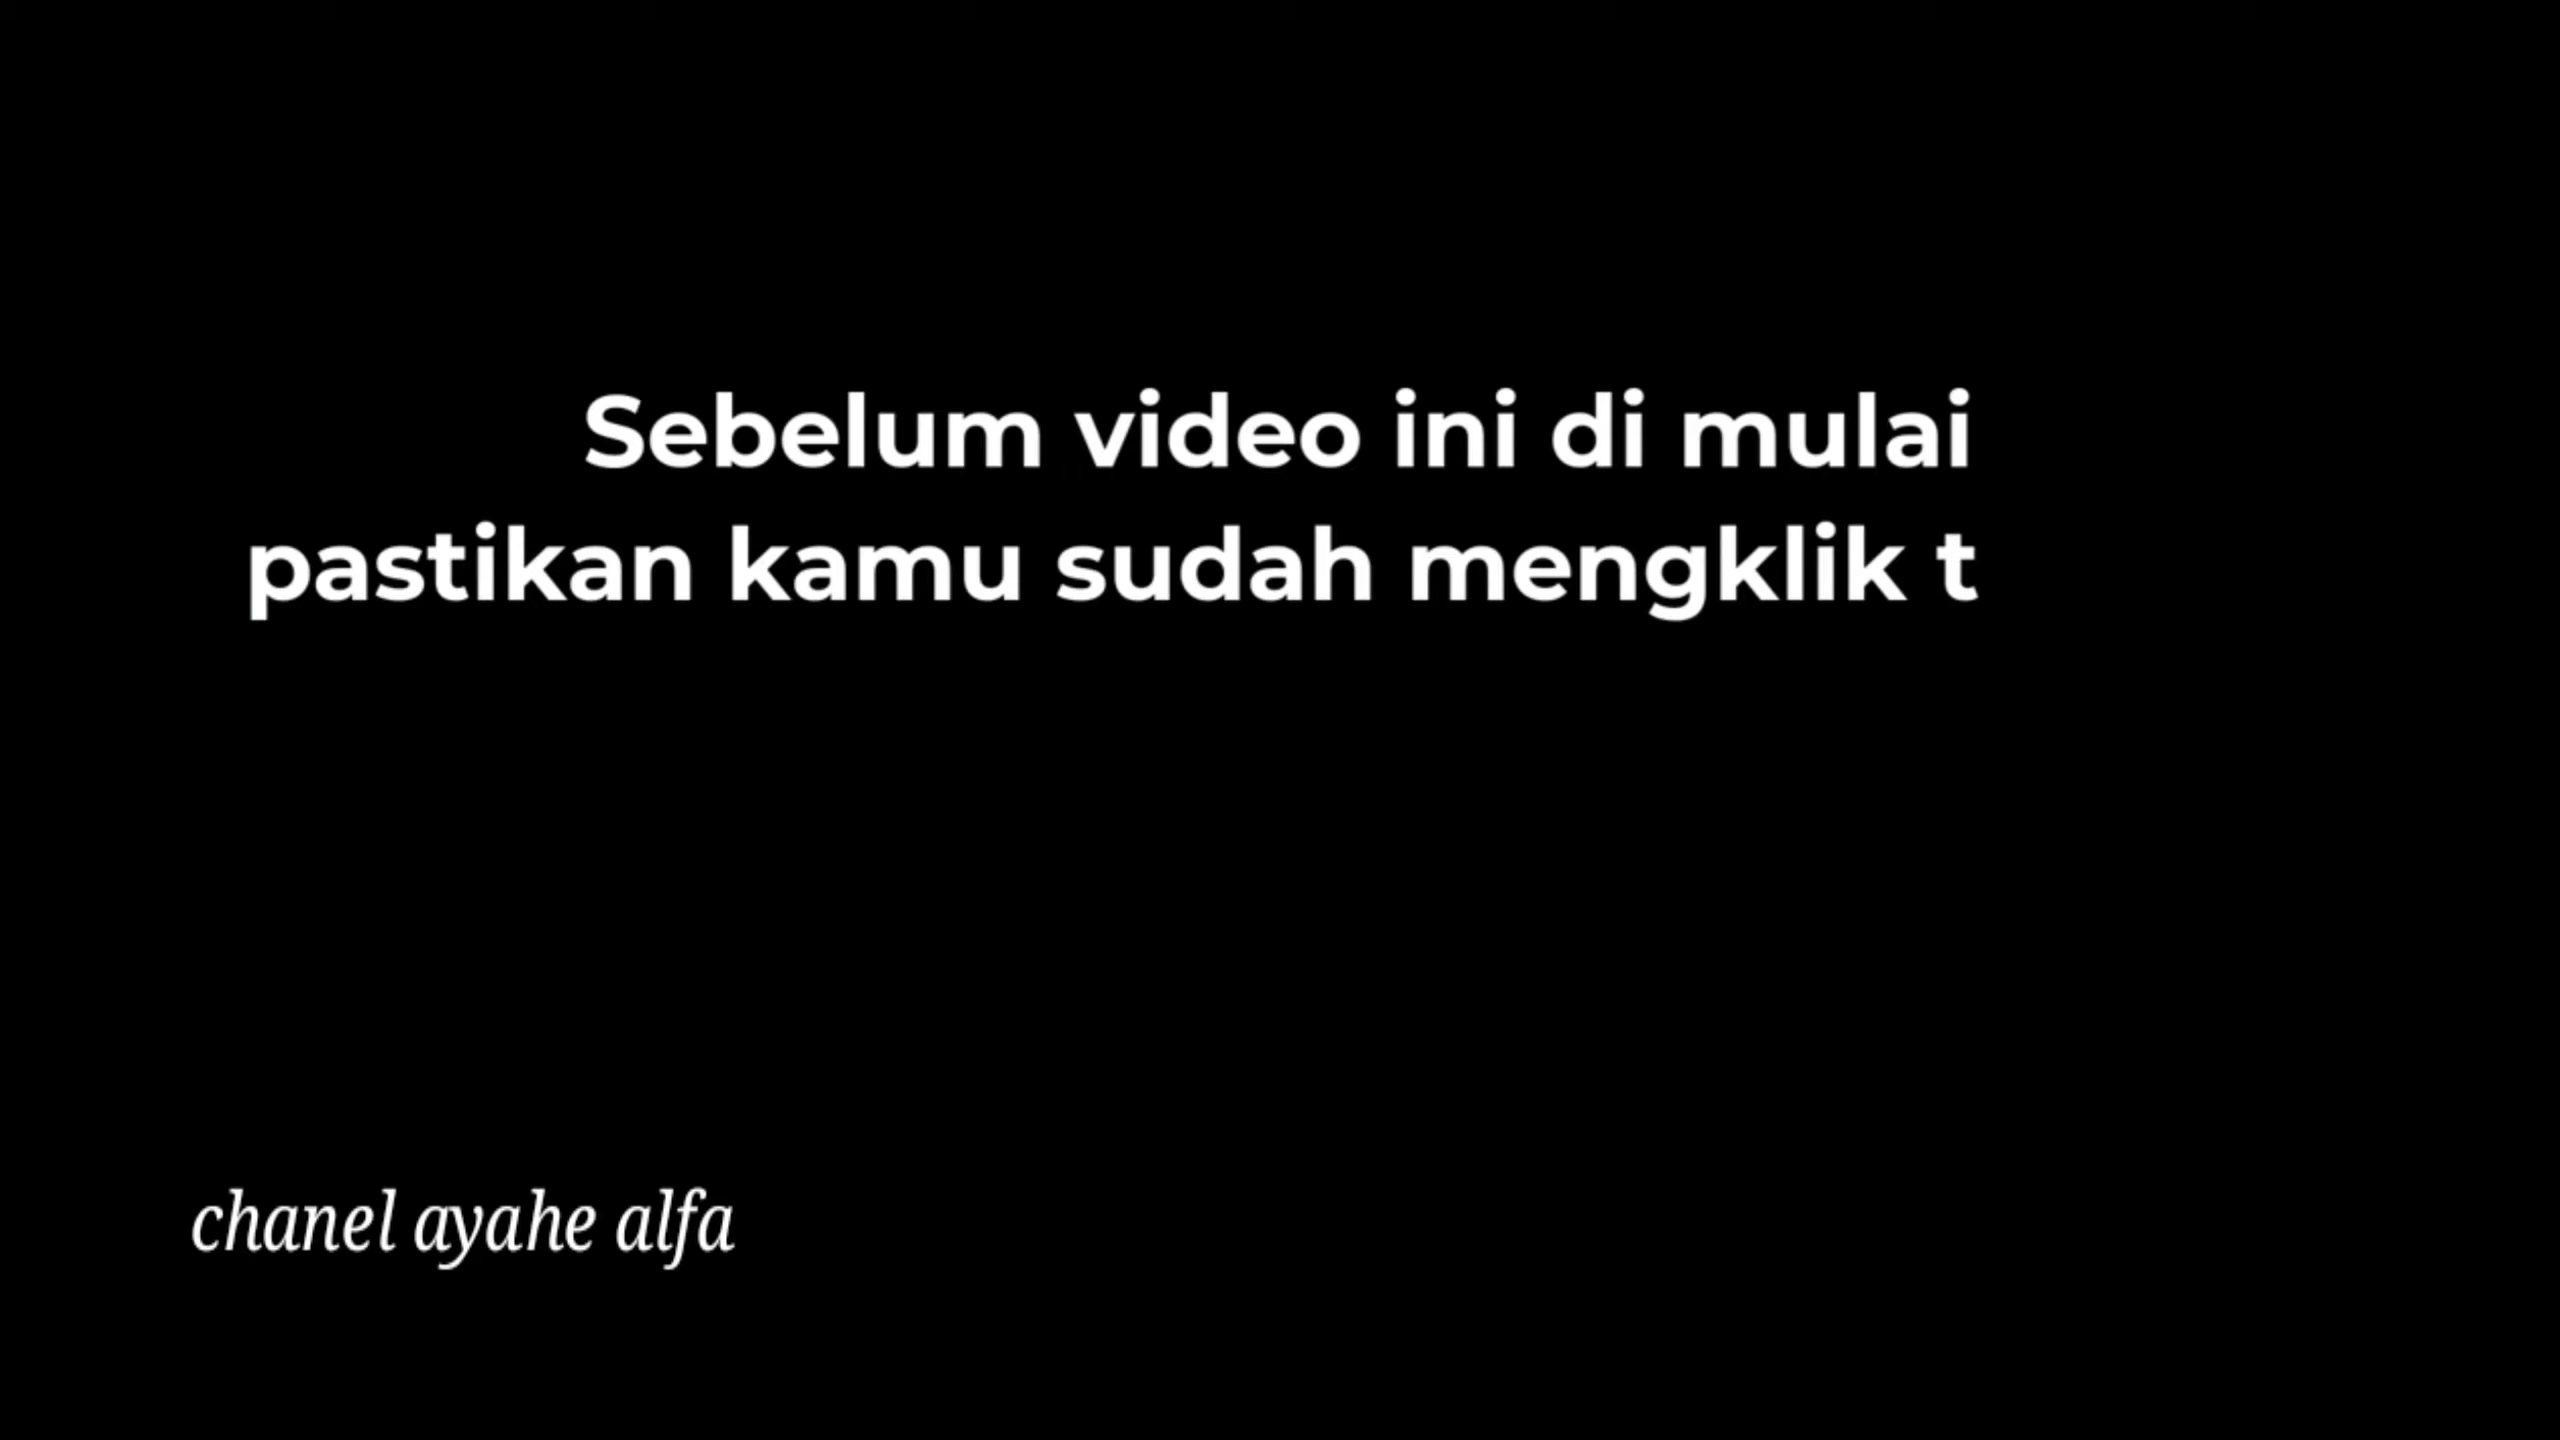 Sebelum video ini di mulai
pastikan kamu sudah mengklik t
chanel ayahe alfa